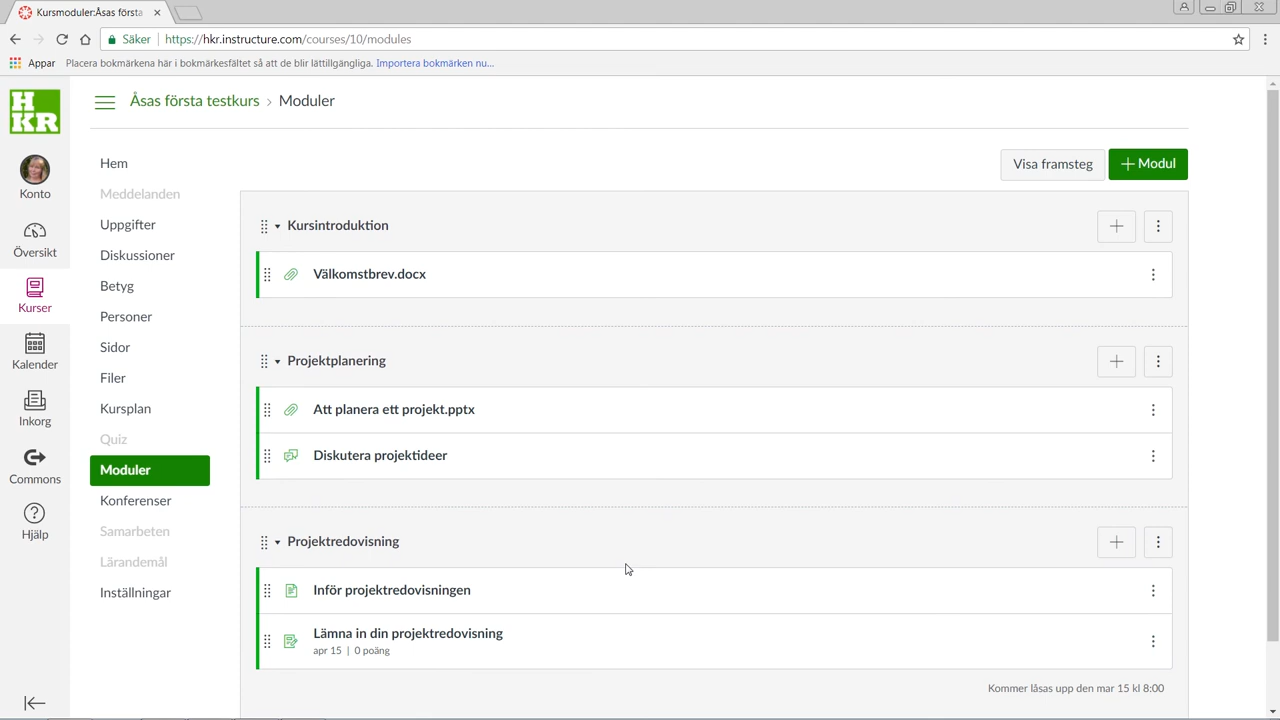 Kursmoduler:Åsas första
Säker
https://hkr.instructure.com/courses/10/modules
Appar
Placera bokmärkena här i bokmärkesfältet så att de blir lättillgängliga. Importera bokmärken nu...
H
KR
Konto
Översikt
Kurser
Kalender
Inkorg
Commons
Hjälp
Åsas första testkurs › Moduler
Hem
Meddelanden
Uppgifter
Diskussioner
Betyg
Personer
Sidor
Filer
Kursplan
Quiz
Moduler
Konferenser
Samarbeten
Lärandemål
Inställningar
Visa framsteg
+ Modul
Kursintroduktion
Välkomstbrev.docx
Projektplanering
Att planera ett projekt.pptx
Diskutera projektideer
Projektredovisning
Inför projektredovisningen
Lämna in din projektredovisning
apr 15 | 0 poäng
Kommer låsas upp den mar 15 kl 8:00